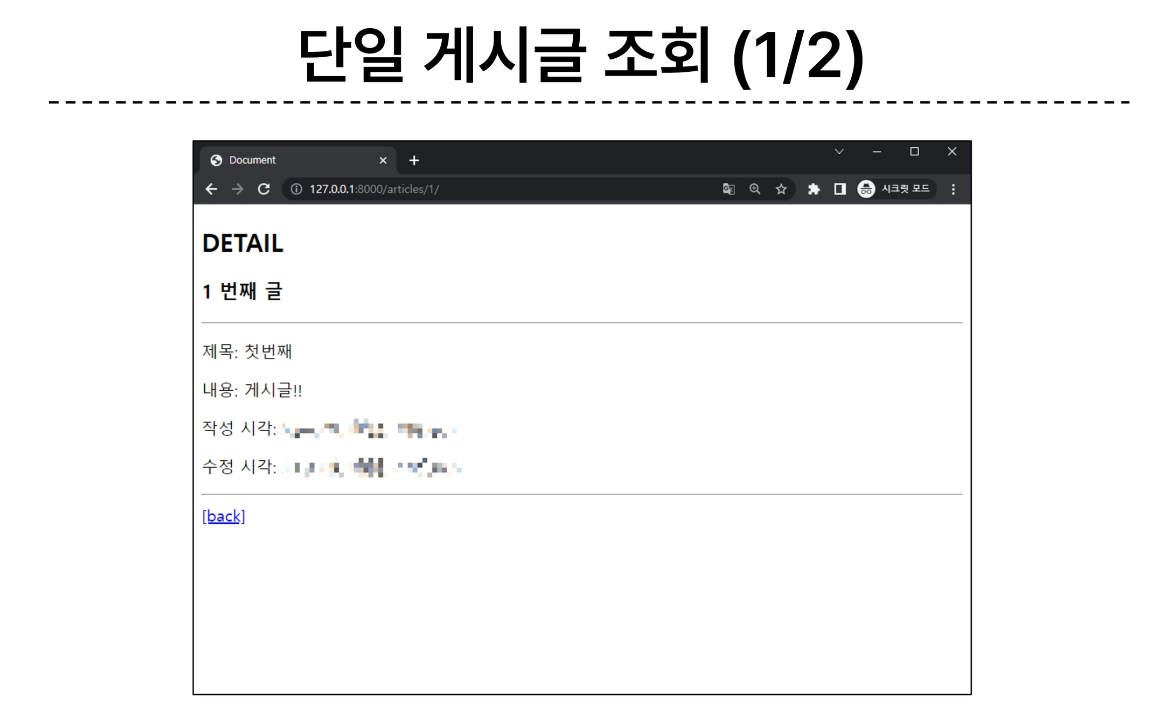 단일 게시글 조회 (1/2)
Document
127.0.0.1:8000/articles/1/
시크릿 모드
DETAIL
1 번째 글
제목: 첫번째
내용: 게시글!!
작성 시각:
수정 시각:
[back]